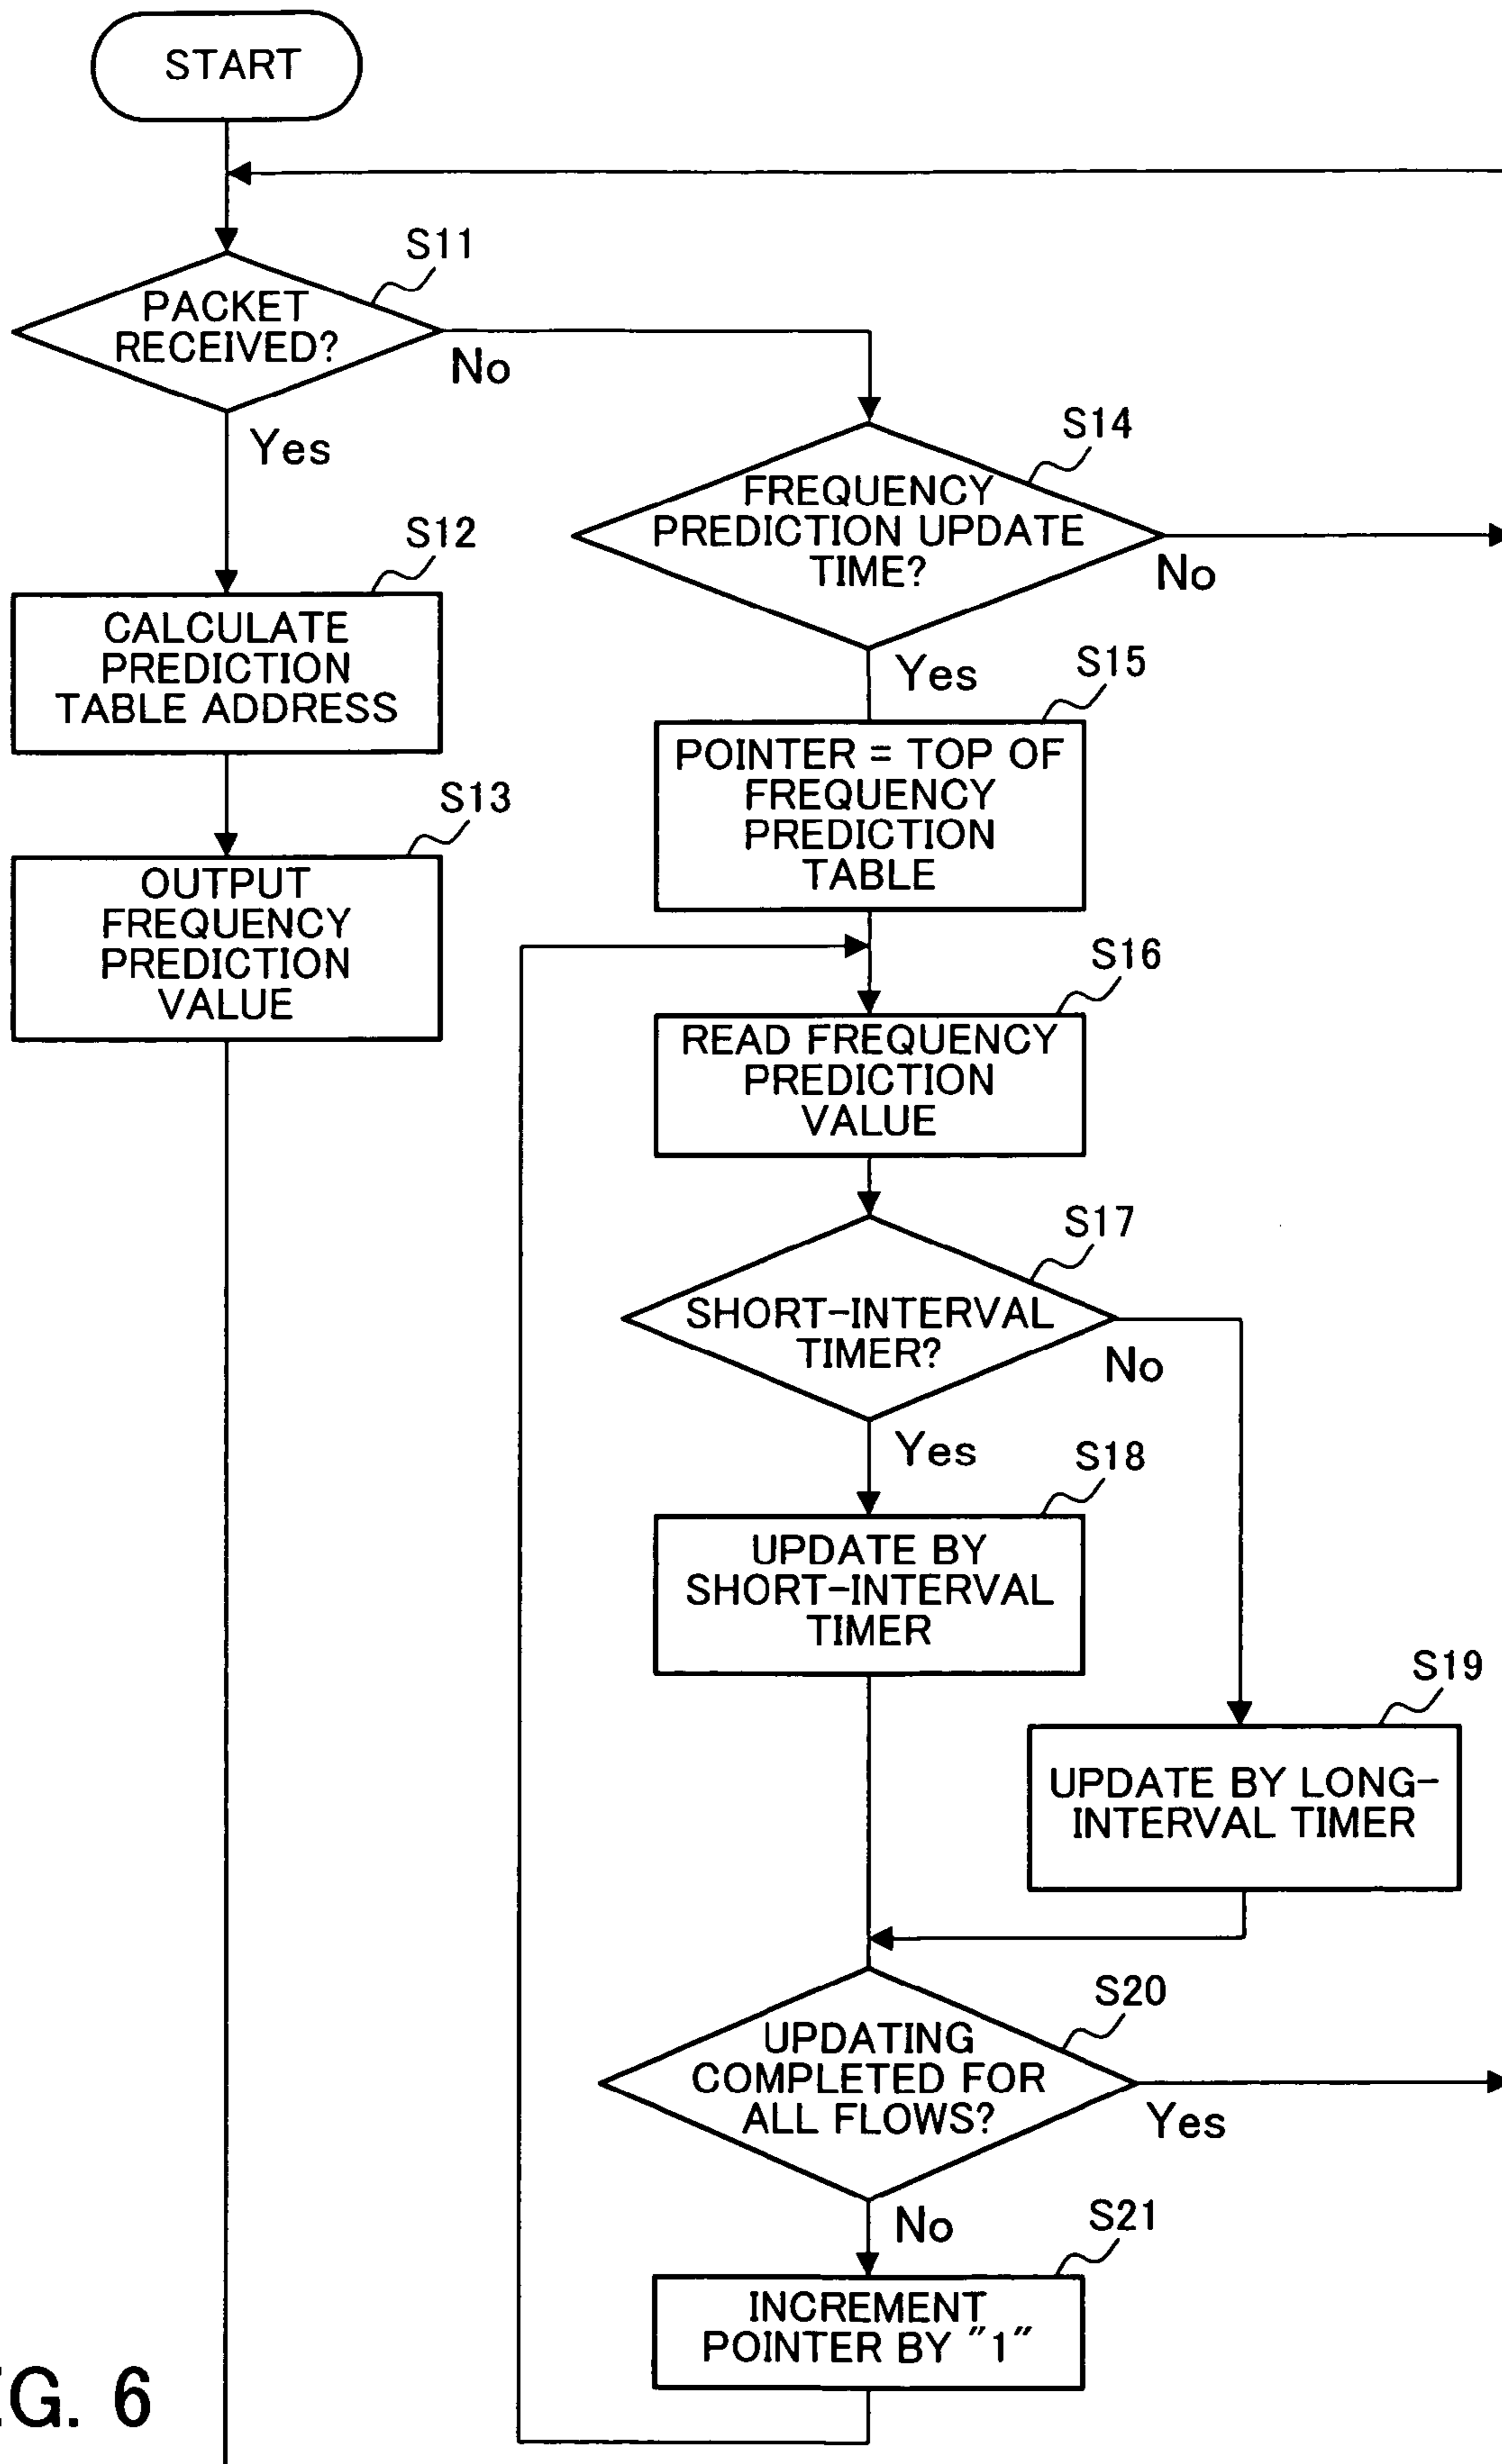 START
S11
PACKET
RECEIVED?
No
Yes
S12
CALCULATE
PREDICTION
TABLE ADDRESS
S13
OUTPUT
FREQUENCY
PREDICTION
VALUE
S14
FREQUENCY
PREDICTION UPDATE
TIME?
No
Yes
S15
POINTER = TOP OF
FREQUENCY
PREDICTION
TABLE
S16
READ FREQUENCY
PREDICTION
VALUE
S17
SHORT-INTERVAL
TIMER?
No
Yes
S18
UPDATE BY
SHORT-INTERVAL
TIMER
S19
UPDATE BY LONG-
INTERVAL TIMER
S20
UPDATING
COMPLETED FOR
ALL FLOWS?
Yes
No
S21
INCREMENT
POINTER BY "1"
G. 6